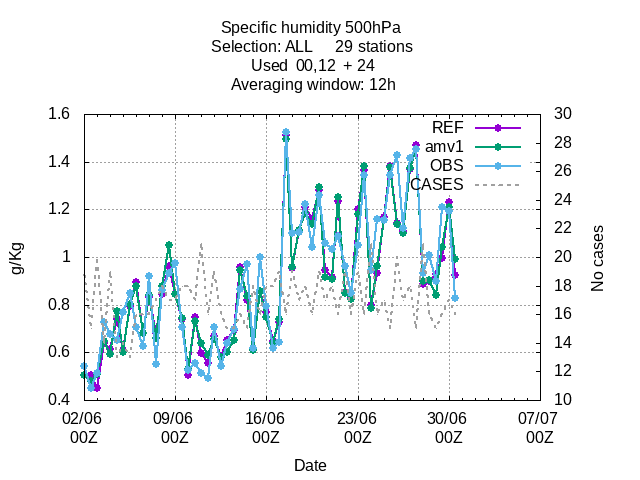 Specific humidity 500hPa
Selection: ALL 29 stations
Used 00,12 + 24
Averaging window: 12h
1.6
1.4
1.2
1
0.8
0.6
0.4
g/Kg
REF
amv1
OBS
CASES
30
28
26
24
22
20
18
16
14
12
10
No cases
02/06 09/06 16/06 23/06 30/06 07/07
00Z 00Z 00Z 00Z 00Z 00Z
Date